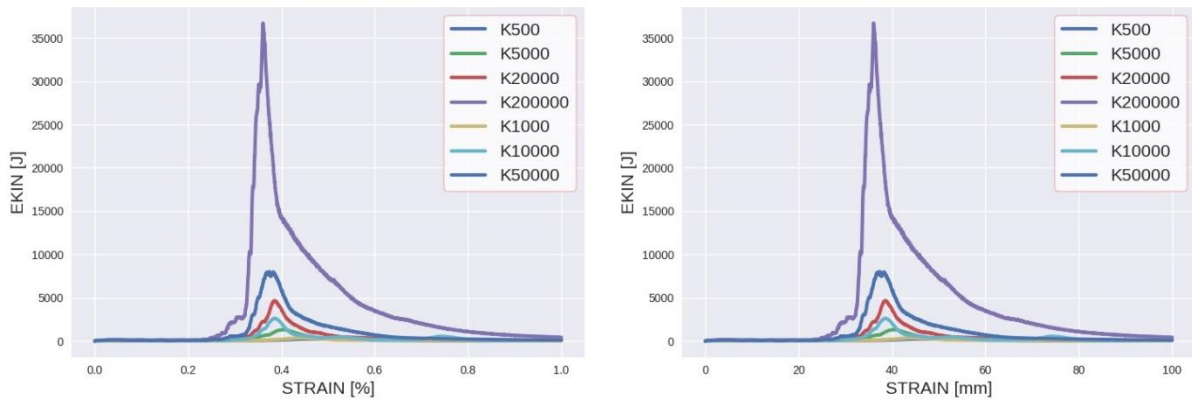 EKIN [J]
35000
30000
25000
20000
15000
10000
5000
0
K500
K5000
K20000
K200000
K1000
K10000
K50000
0.0 0.2 0.4 0.6 0.8 1.0
STRAIN [%]
EKIN [J]
35000
30000
25000
20000
15000
10000
5000
0
K500
K5000
K20000
K200000
K1000
K10000
K50000
0 20 40 60 80 100
STRAIN [mm]